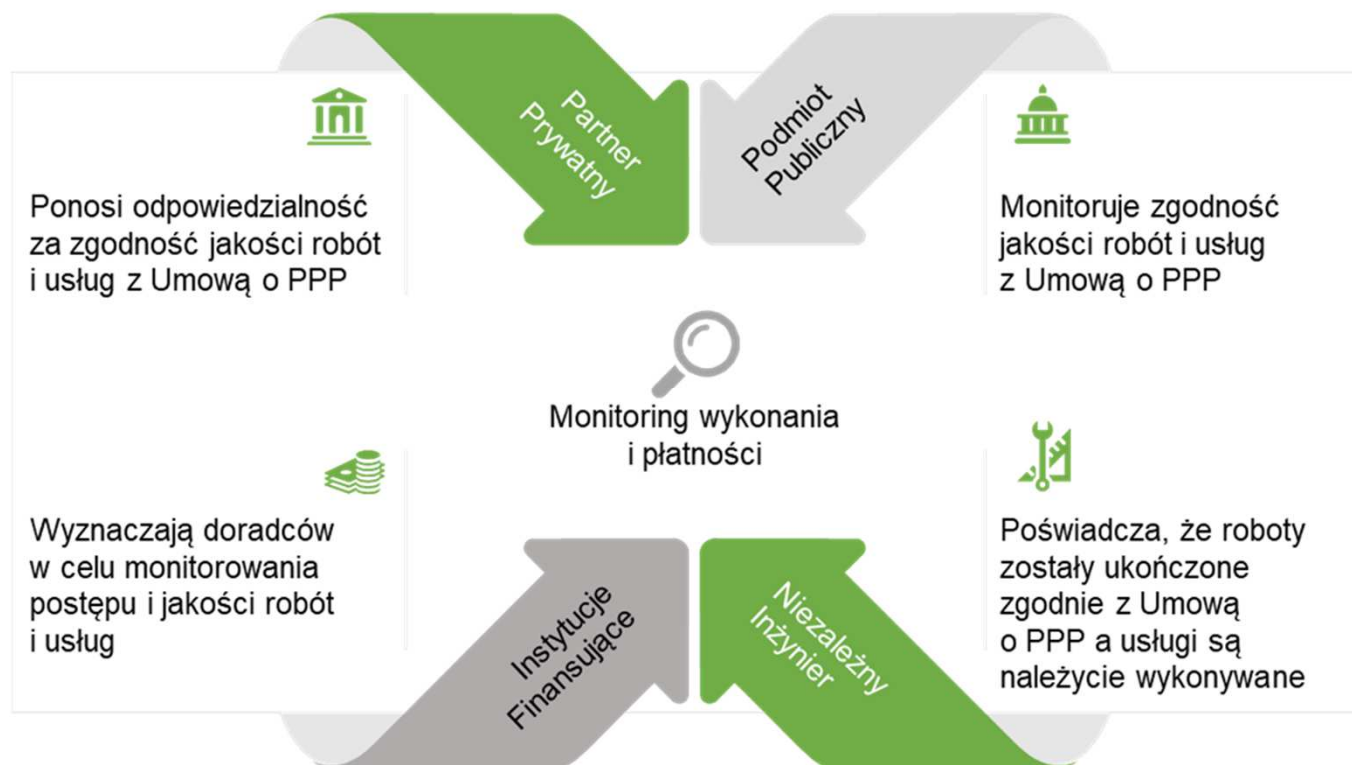 Partner
Prywatny
Podmiot
Publiczny
Ponosi odpowiedzialność
za zgodność jakości robót
i usług z Umową o PPP
Monitoruje zgodność
jakości robót i usług
z Umową o PPP
Monitoring wykonania
i płatności
Wyznaczają doradców
w celu monitorowania
postępu i jakości robót
i usług
Instytucje
Finansujące
Niezależny
Inżynier
Poświadcza, że roboty
zostały ukończone
zgodnie z Umową
o PPP a usługi są
należycie wykonywane